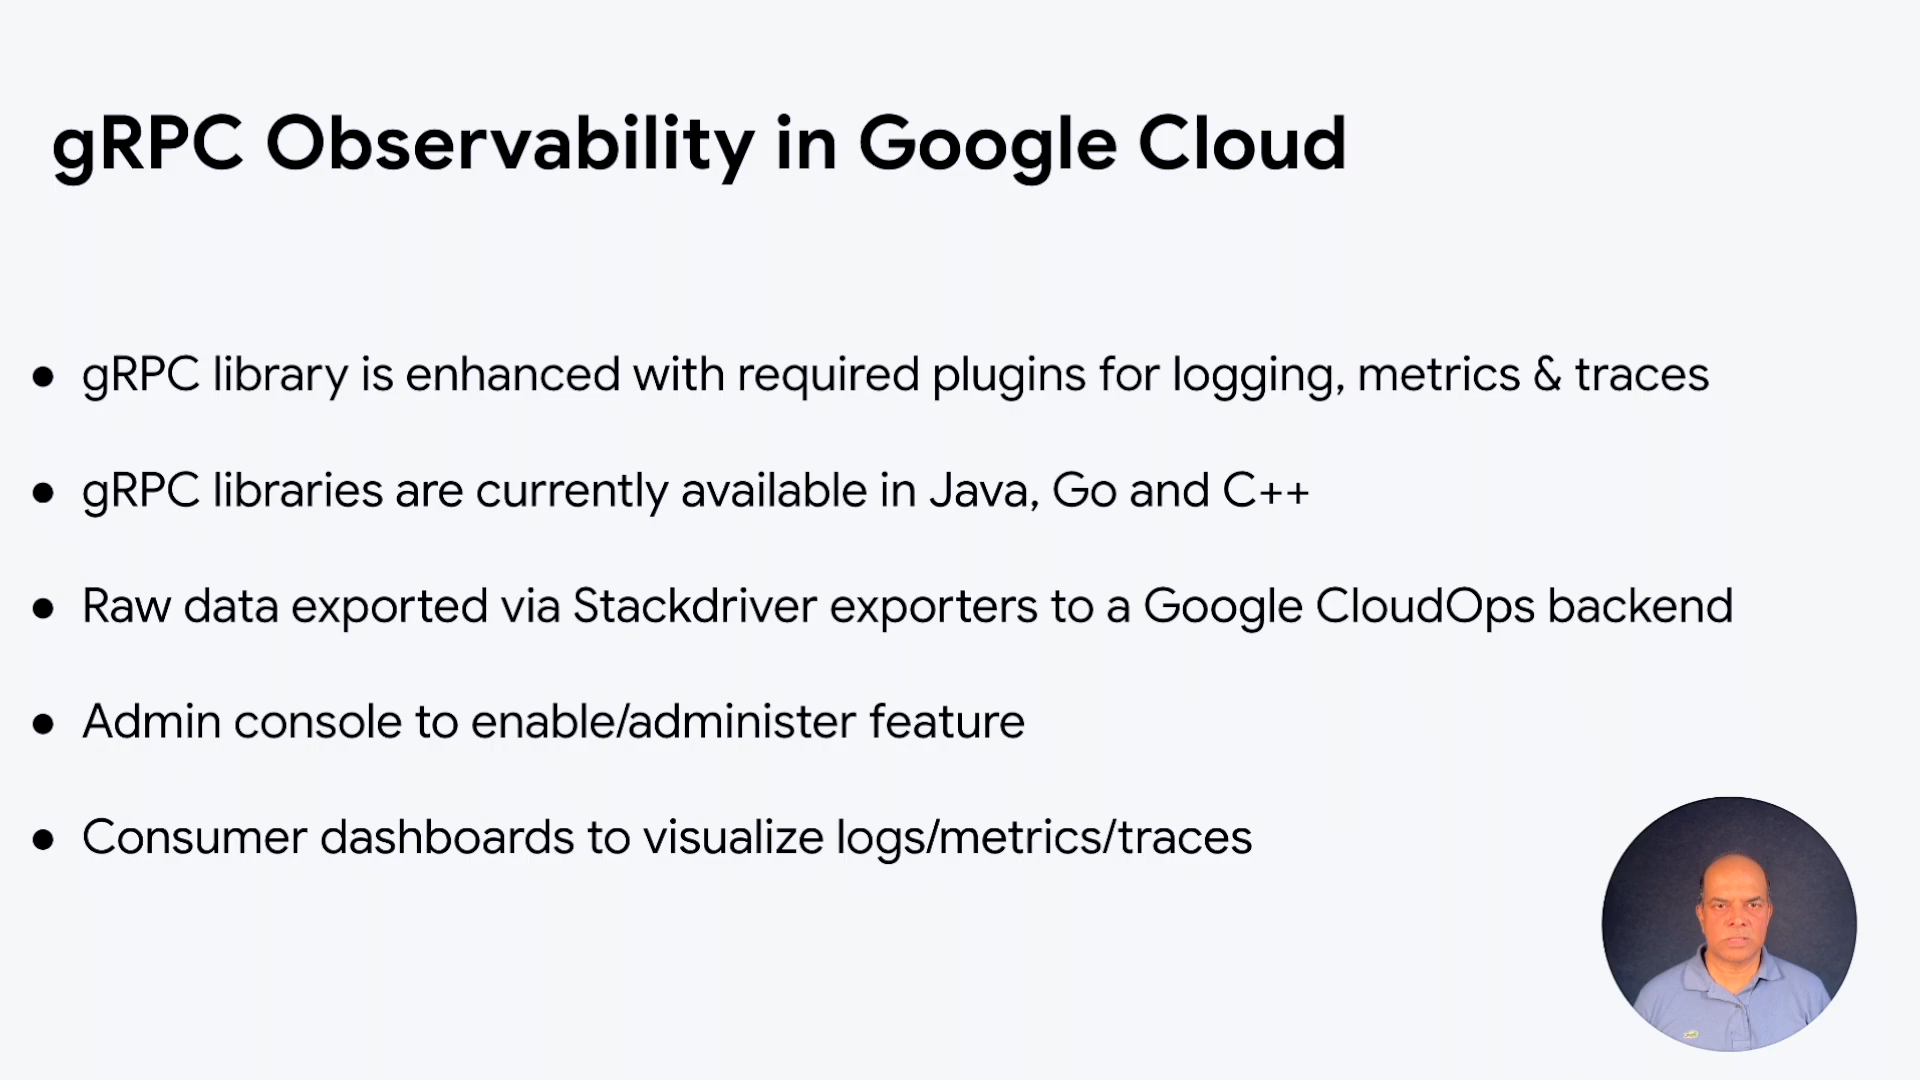 gRPC Observability in Google Cloud
● gRPC library is enhanced with required plugins for logging, metrics & traces
● gRPC libraries are currently available in Java, Go and C++
● Raw data exported via Stackdriver exporters to a Google CloudOps backend
● Admin console to enable/administer feature
● Consumer dashboards to visualize logs/metrics/traces